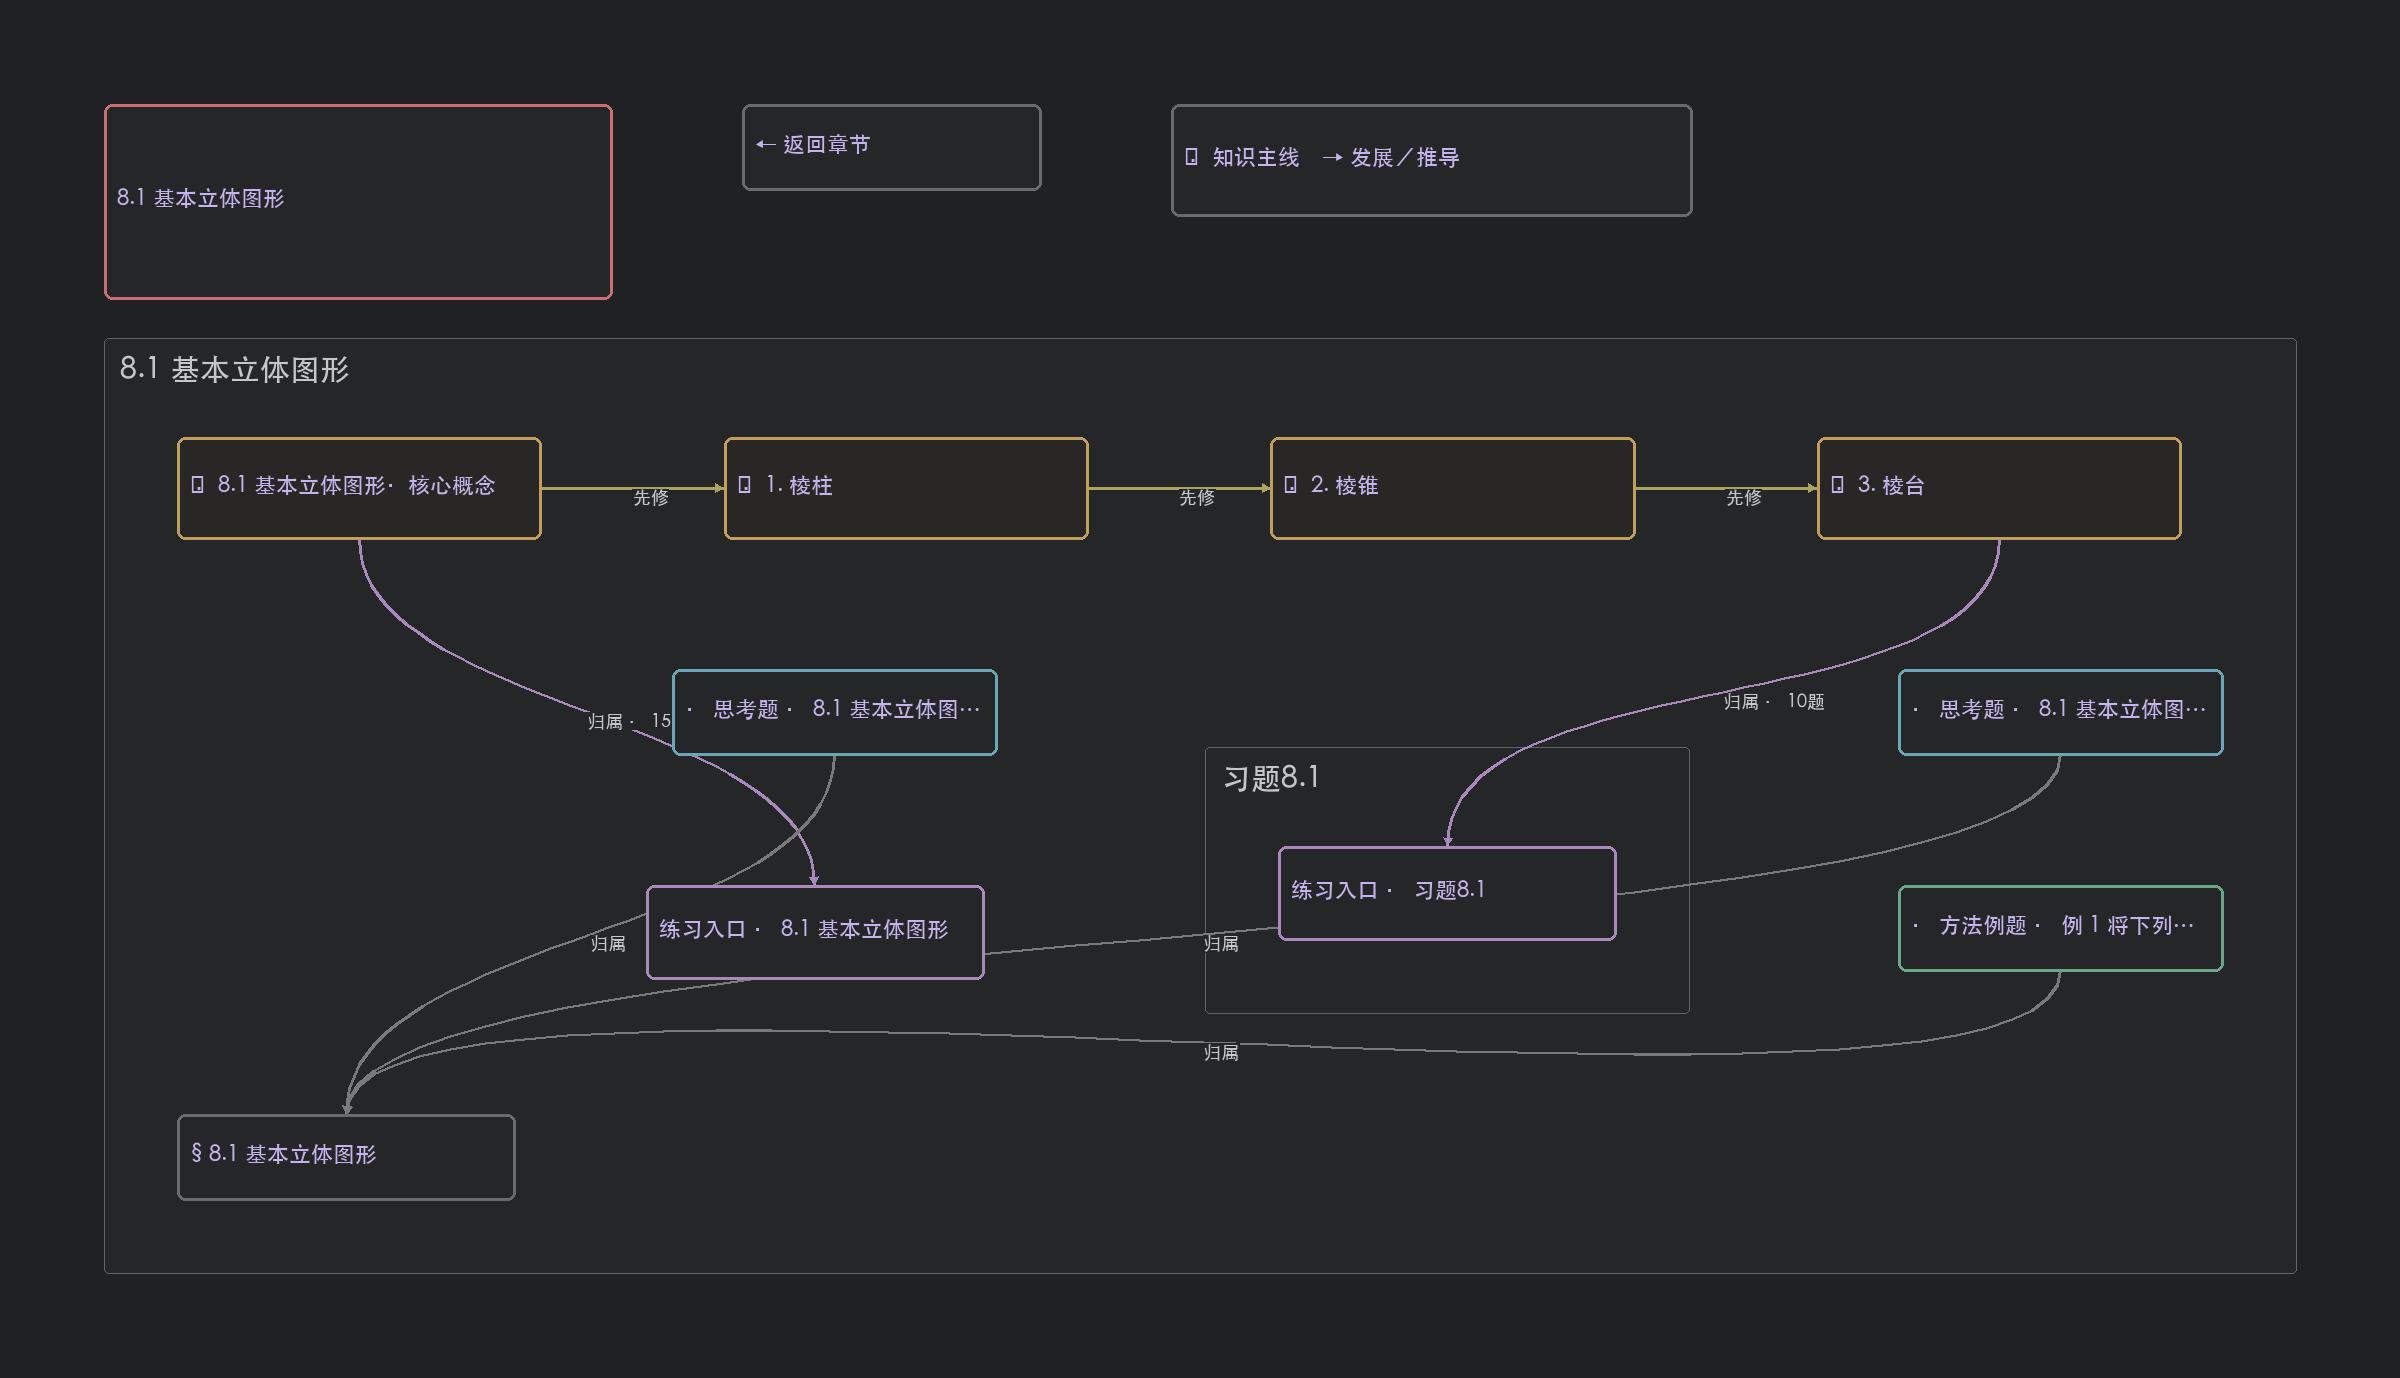 8.1 基本立体图形
← 返回章节
知识主线 → 发展／推导
8.1 基本立体图形
8.1 基本立体图形· 核心概念
先修
1. 棱柱
先修
2. 棱锥
先修
3. 棱台
归属 · 15
· 思考题 · 8.1 基本立体图…
归属 · 10题
· 思考题 · 8.1 基本立体图…
习题8.1
练习入口 · 习题8.1
练习入口 · 8.1 基本立体图形
· 方法例题 · 例 1 将下列…
归属
归属
归属
§ 8.1 基本立体图形